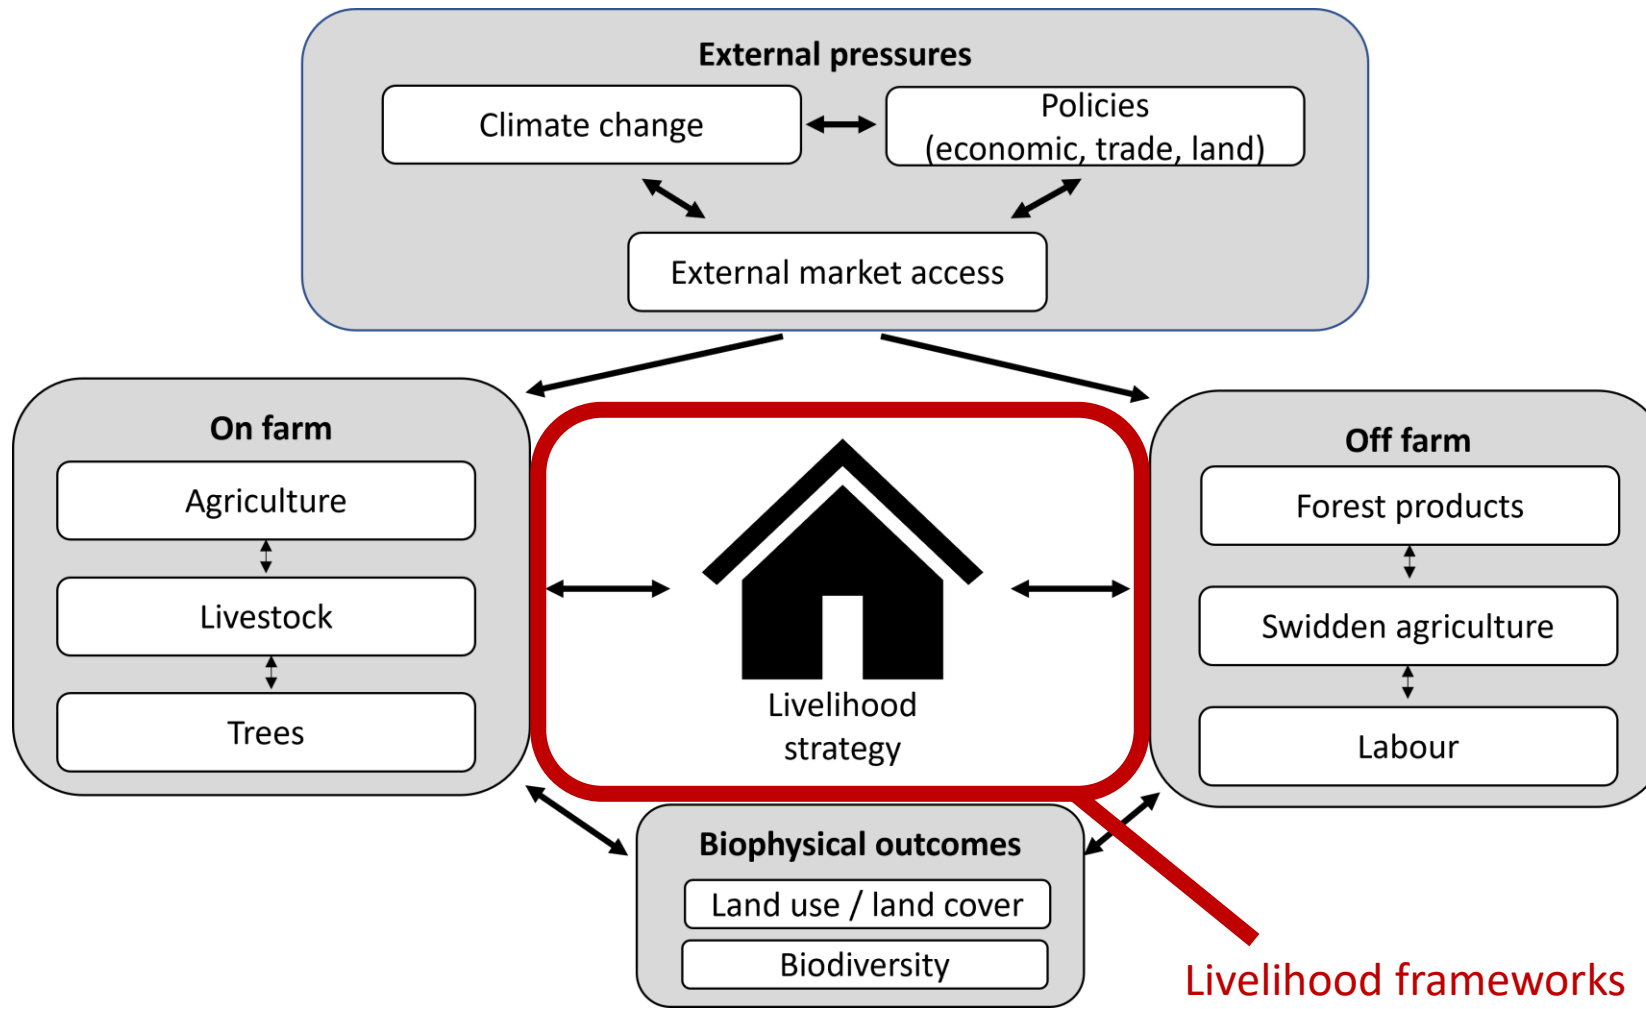 External pressures
Climate change
Policies
(economic, trade, land)
External market access
On farm
Agriculture
Livestock
Trees
Livelihood
strategy
Off farm
Forest products
Swidden agriculture
Labour
Biophysical outcomes
Land use / land cover
Biodiversity
Livelihood frameworks